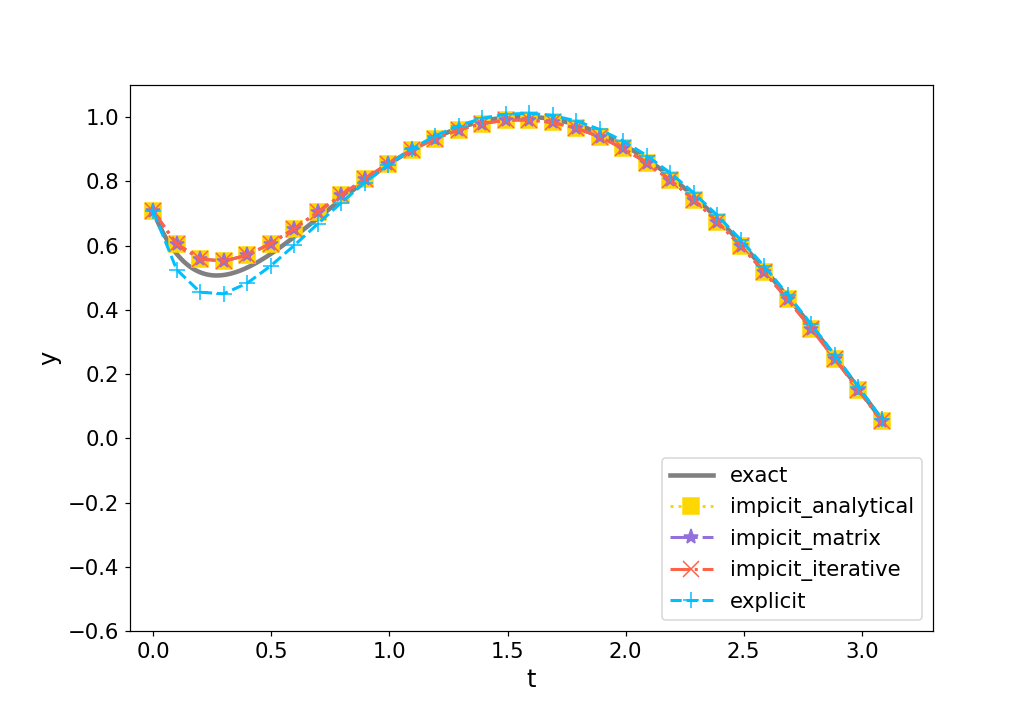 y
1.0
0.8
0.6
0.4
0.2
0.0
−0.2
−0.4
−0.6
0.0 0.5 1.0 1.5 2.0 2.5 3.0
t
exact
impicit_analytical
impicit_matrix
impicit_iterative
explicit